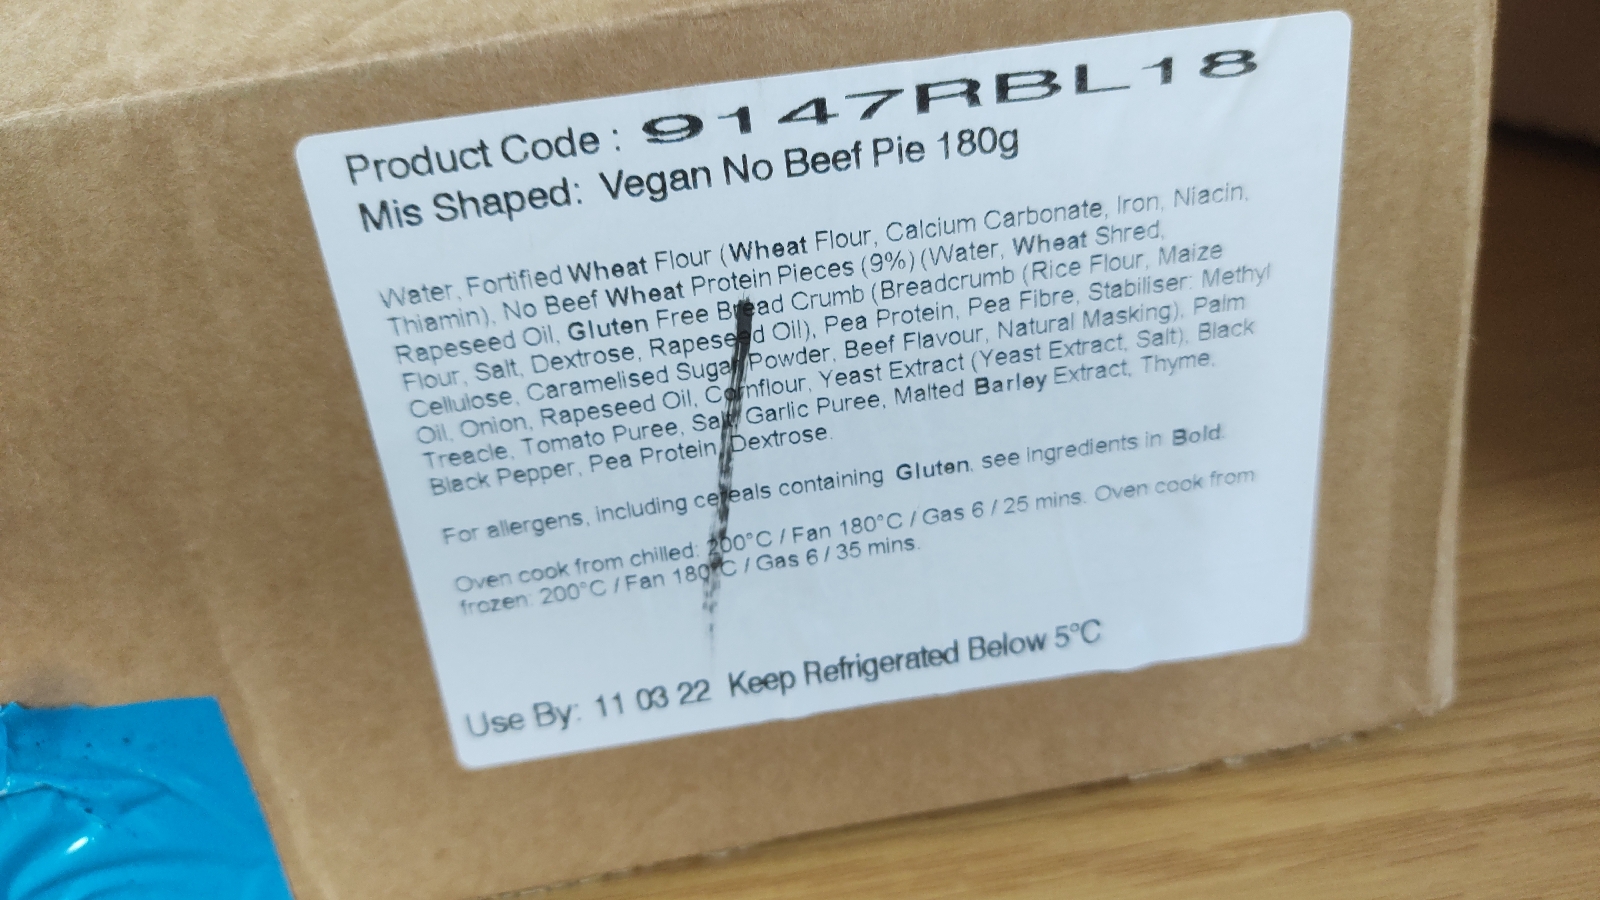 Product Code : 9147RBL18
Mis Shaped: Vegan No Beef Pie 180g
Water, Fortified Wheat Flour (Wheat Flour, Calcium Carbonate, Iron, Niacin,
Thiamin), No Beef Wheat Protein Pieces (9%) (Water, Wheat Shred,
Rapeseed Oil, Gluten Free Bread Crumb (Breadcrumb (Rice Flour, Maize
Flour, Salt, Dextrose, Rapeseed Oil), Pea Protein, Pea Fibre, Stabiliser: Methyl
Cellulose, Caramelised Sugar Powder, Beef Flavour, Natural Masking), Palm
Oil, Onion, Rapeseed Oil, Cornflour, Yeast Extract (Yeast Extract, Salt), Black
Treacle, Tomato Puree, Salt, Garlic Puree, Malted Barley Extract, Thyme,
Black Pepper, Pea Protein, Dextrose.
For allergens, including cereals containing Gluten, see ingredients in Bold.
Oven cook from chilled: 200°C / Fan 180°C / Gas 6 / 25 mins. Oven cook from
frozen: 200°C / Fan 180°C / Gas 6 / 35 mins.
Use By: 11 03 22 Keep Refrigerated Below 5°C